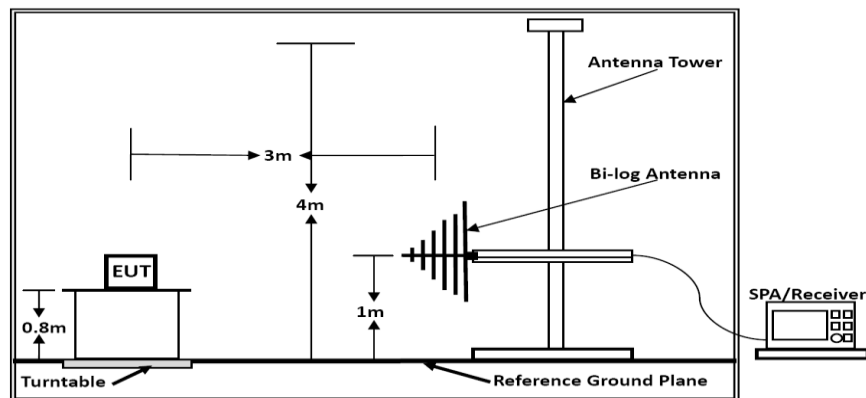 Antenna Tower
3m
Bi-log Antenna
4m
EUT
0.8m
1m
SPA/Receiver
Turntable
Reference Ground Plane